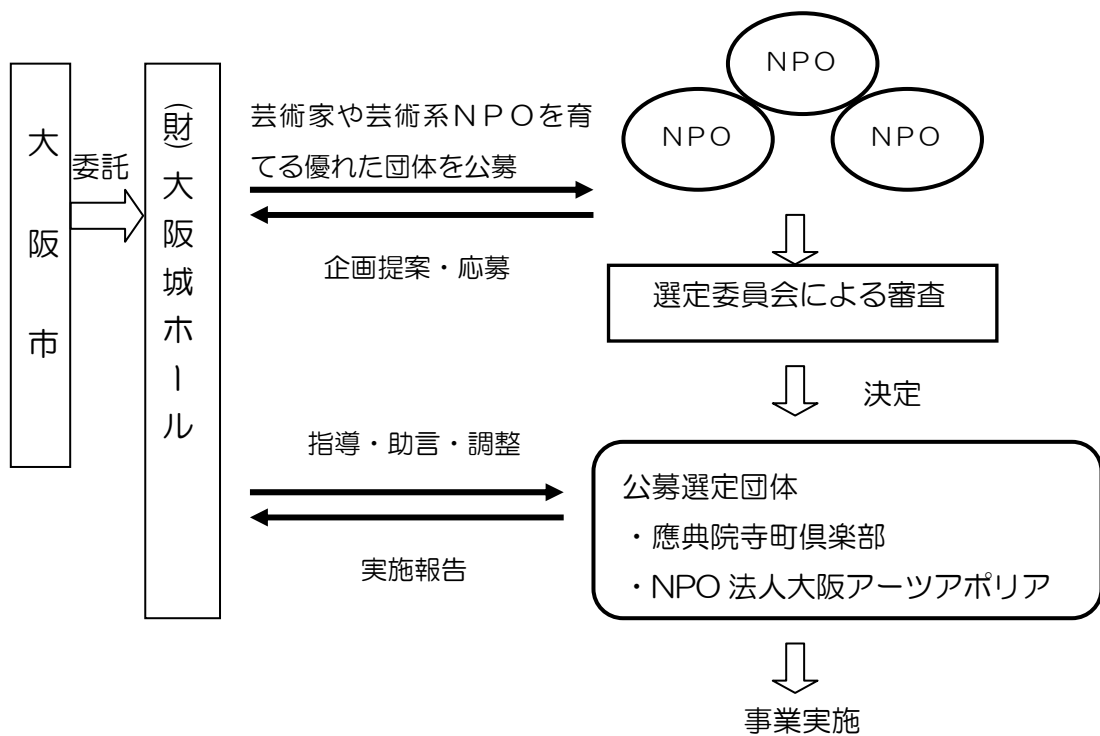 大阪市
委託
(財)大阪城ホール
芸術家や芸術系ＮＰＯを育
てる優れた団体を公募
企画提案・応募
ＮＰＯ
ＮＰＯ
ＮＰＯ
選定委員会による審査
決定
指導・助言・調整
実施報告
公募選定団体
・應典院寺町倶楽部
・NPO 法人大阪アーツアポリア
事業実施